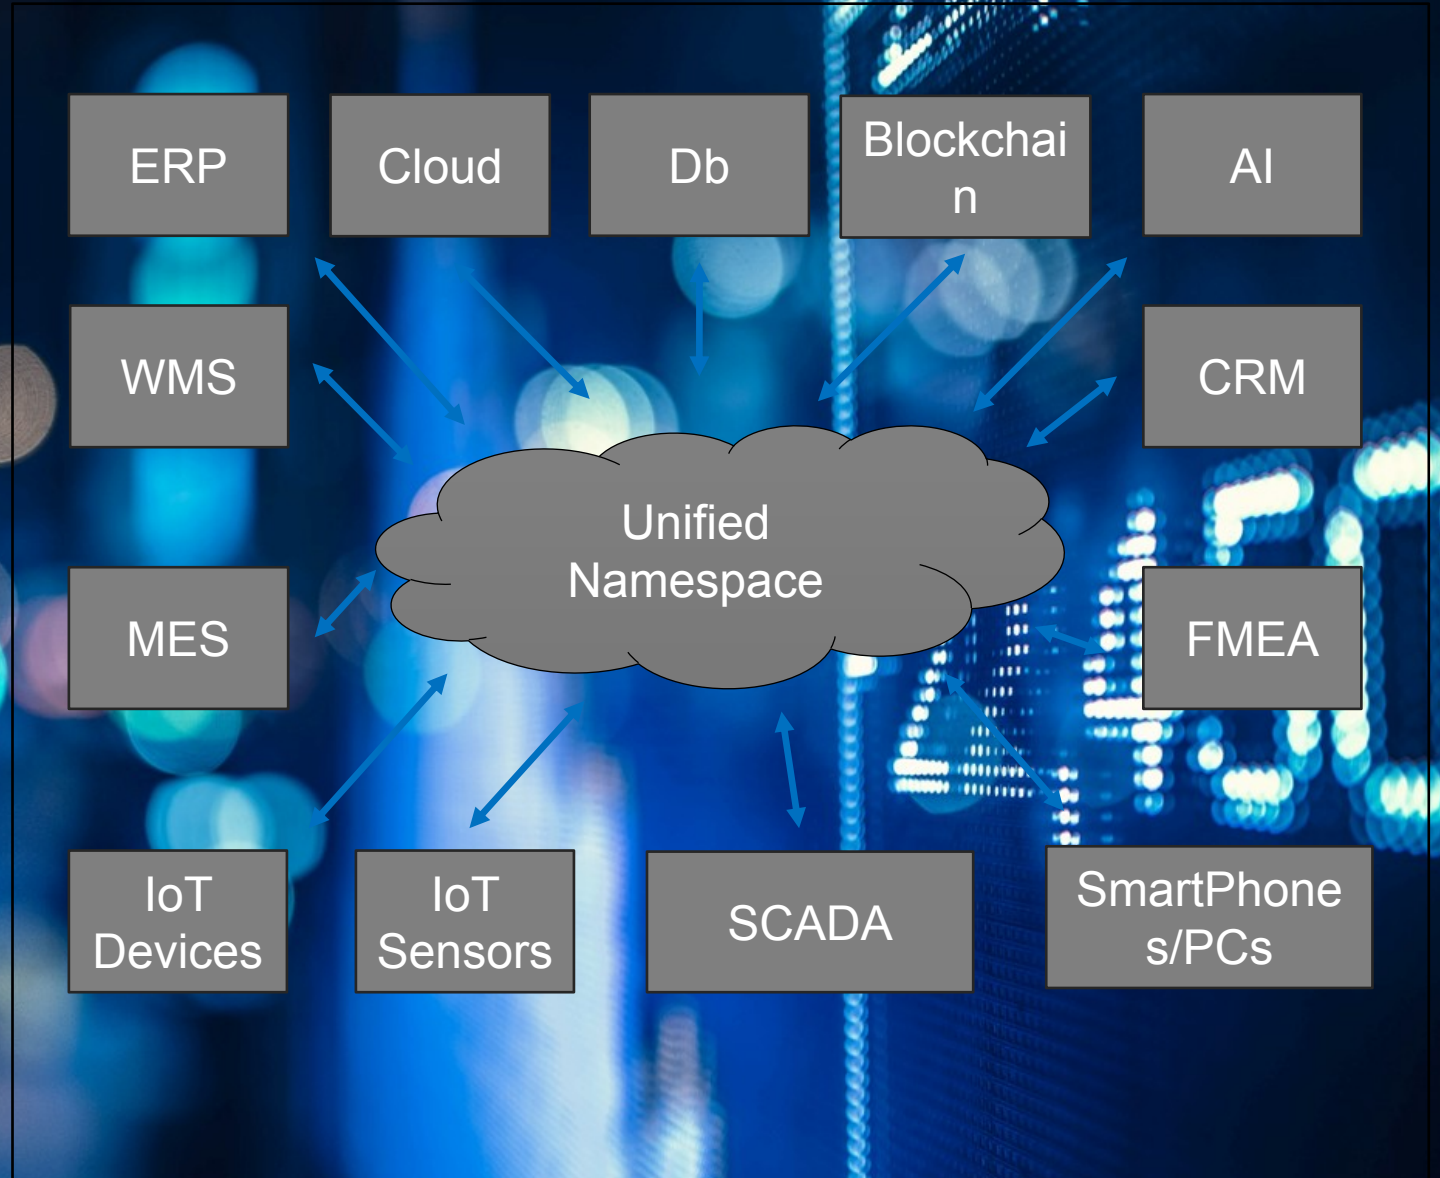 ERP
Cloud
Db
Blockchai
n
AI
WMS
CRM
Unified
Namespace
MES
FMEA
IoT
Devices
IoT
Sensors
SCADA
SmartPhone
s/PCs